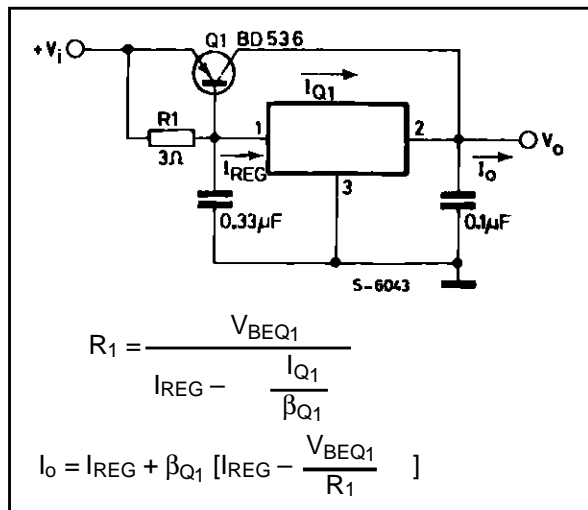 Q1 BD536
+Vi
IQ1
R1
1
2
Vo
3Ω
IREG
3
Io
0.33µF
0.1µF
S-6043
R1 = VBEQ1 / IREG − IQ1 / βQ1
Io = IREG + βQ1 [IREG - VBEQ1 / R1 ]